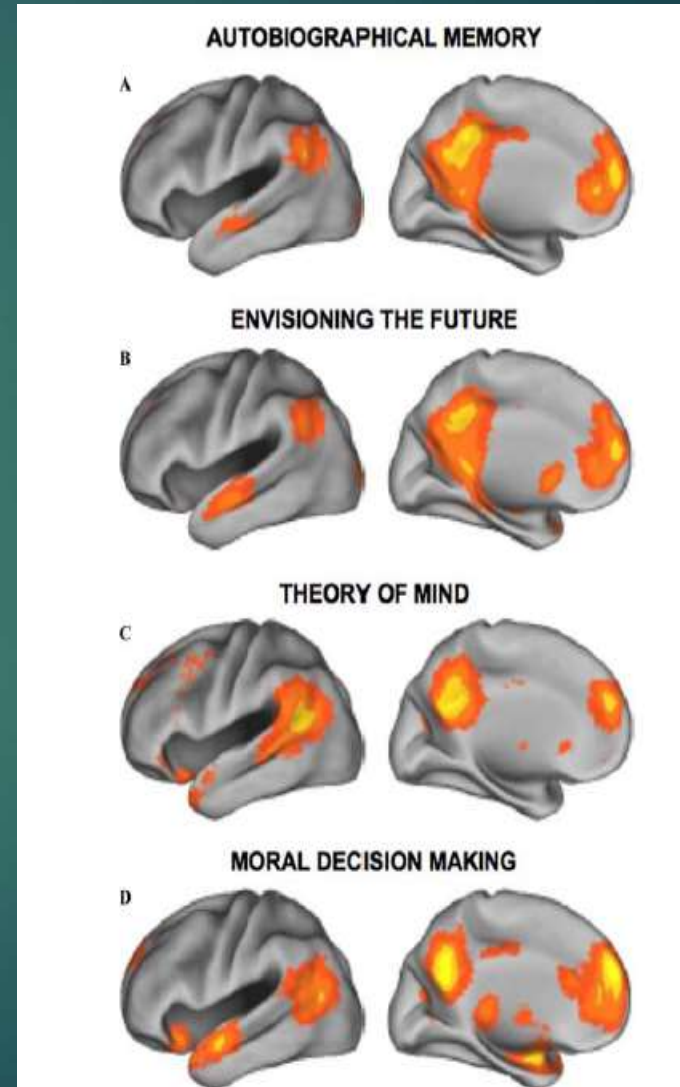 AUTOBIOGRAPHICAL MEMORY
A
ENVISIONING THE FUTURE
B
THEORY OF MIND
C
MORAL DECISION MAKING
D